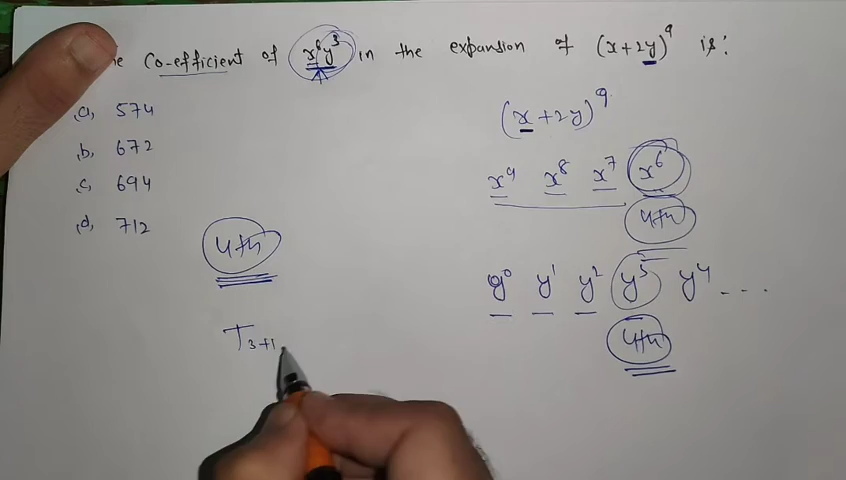 e Co-efficient of x⁶y³ in the expansion of (x+2y)⁹ is:
(a) 574
(b) 672
(c) 694
(d) 712
(x+2y)⁹
x⁹ x⁸ x⁷ x⁶
4th
4th
y⁰ y¹ y² y³ y⁴ ...
4th
T₃₊₁